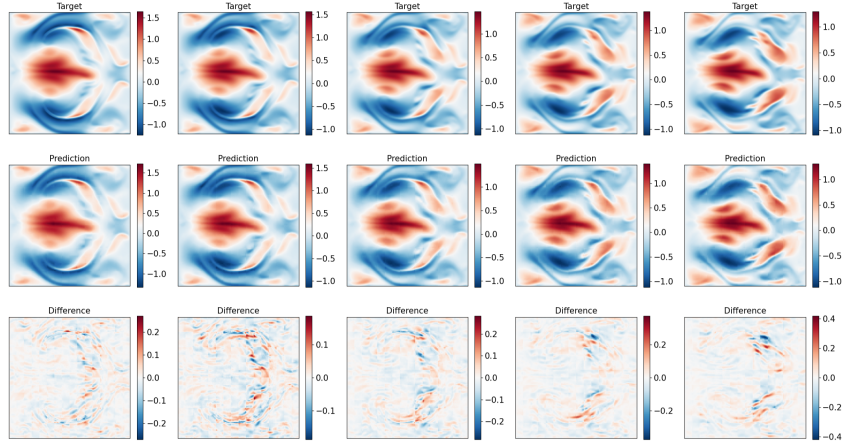 Target Target Target Target Target
1.5 1.5 1.0 1.0 1.0
1.0 1.0 0.5 0.5 0.5
0.5 0.5 0.0 0.0 0.0
0.0 0.0 −0.5 −0.5 −0.5
−0.5 −0.5 −1.0 −1.0 −1.0
−1.0 −1.0
Prediction Prediction Prediction Prediction Prediction
1.5 1.5 1.0 1.0 1.0
1.0 1.0 0.5 0.5 0.5
0.5 0.5 0.0 0.0 0.0
0.0 0.0 −0.5 −0.5 −0.5
−0.5 −0.5 −1.0 −1.0 −1.0
−1.0 −1.0
Difference Difference Difference Difference Difference
0.2 0.1 0.2 0.2 0.4
0.1 0.0 0.1 0.0 0.2
0.0 −0.1 0.0 −0.2 0.0
−0.1 −0.1 −0.2
−0.2 −0.2 −0.4